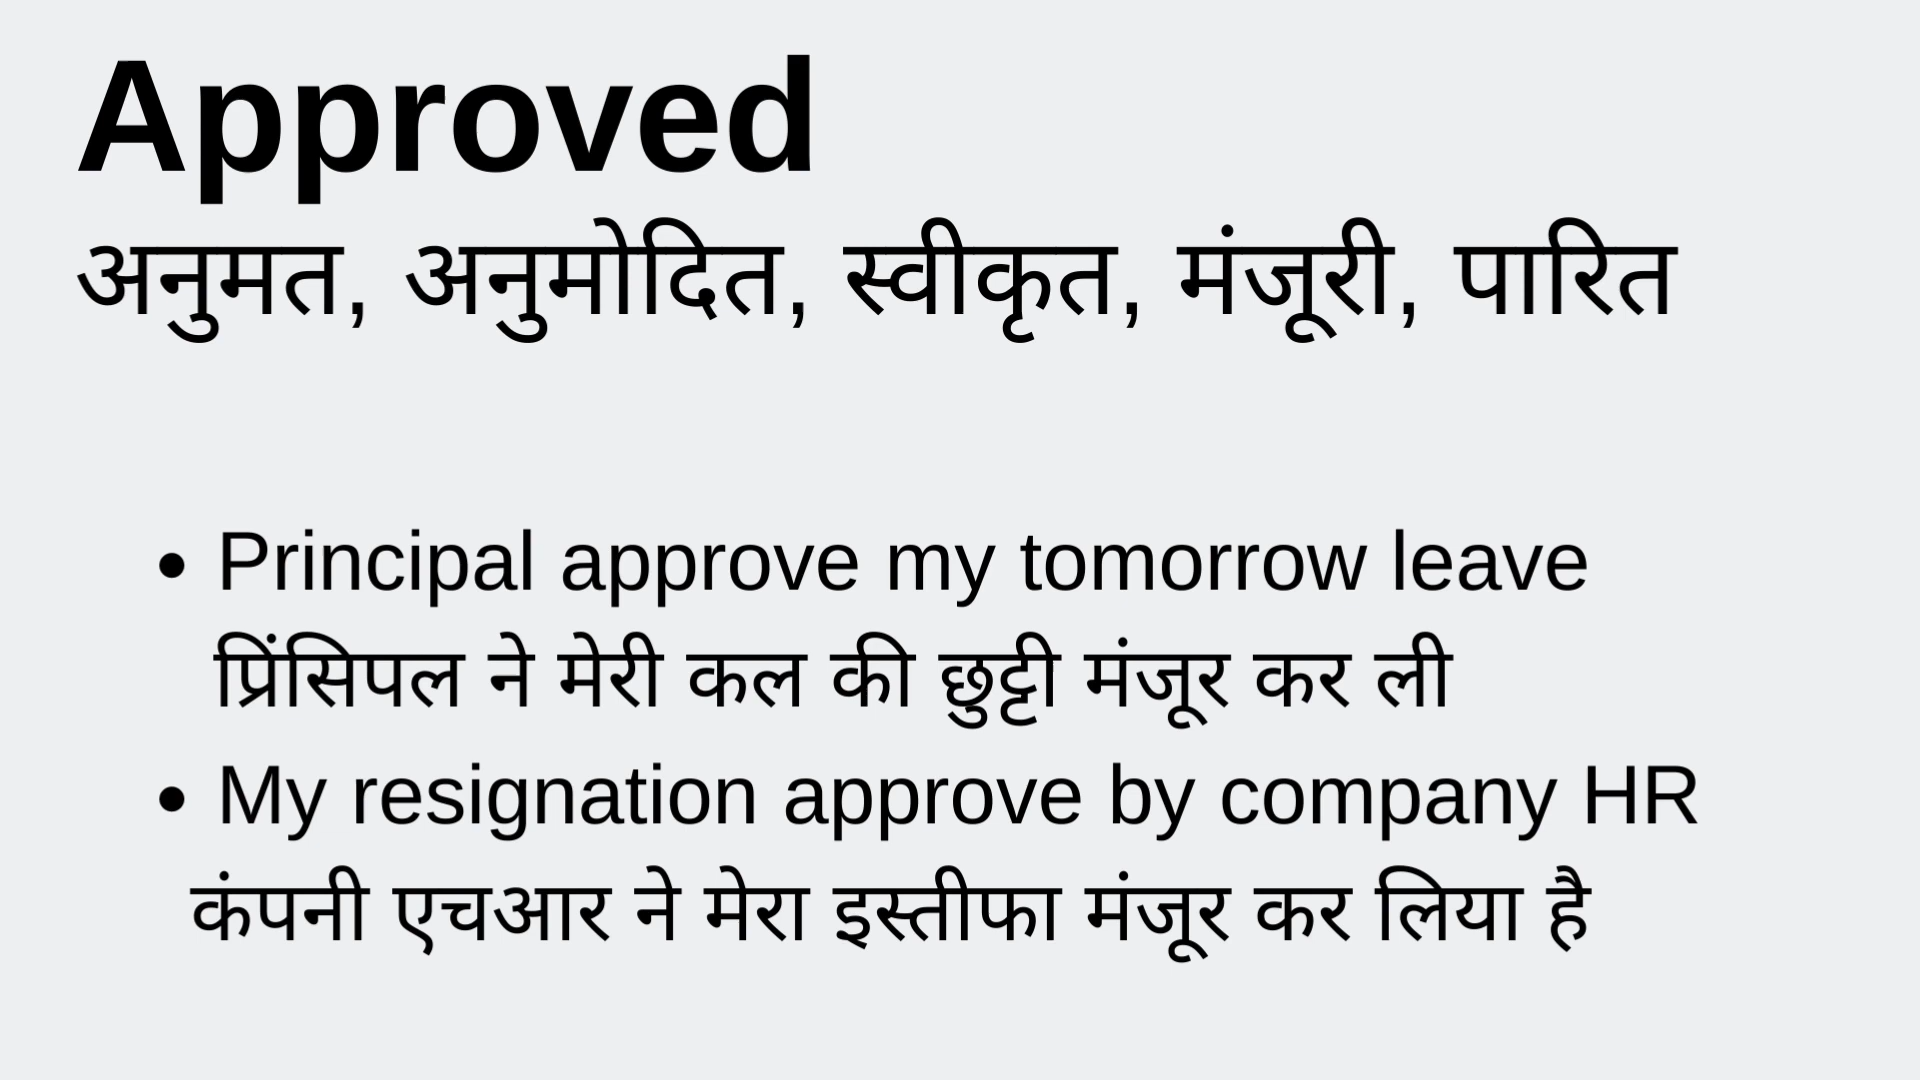 Approved
अनुमत, अनुमोदित, स्वीकृत, मंजूरी, पारित
• Principal approve my tomorrow leave
प्रिंसिपल ने मेरी कल की छुट्टी मंजूर कर ली
• My resignation approve by company HR
कंपनी एचआर ने मेरा इस्तीफा मंजूर कर लिया है